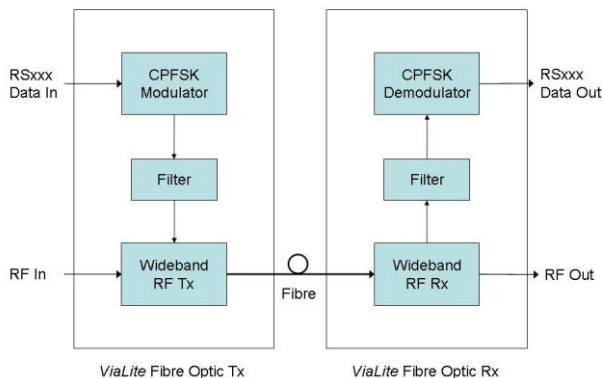 RSxxx
Data In
CPFSK
Modulator
CPFSK
Demodulator
RSxxx
Data Out
Filter
Filter
RF In
Wideband
RF Tx
Fibre
Wideband
RF Rx
RF Out
ViaLite Fibre Optic Tx
ViaLite Fibre Optic Rx